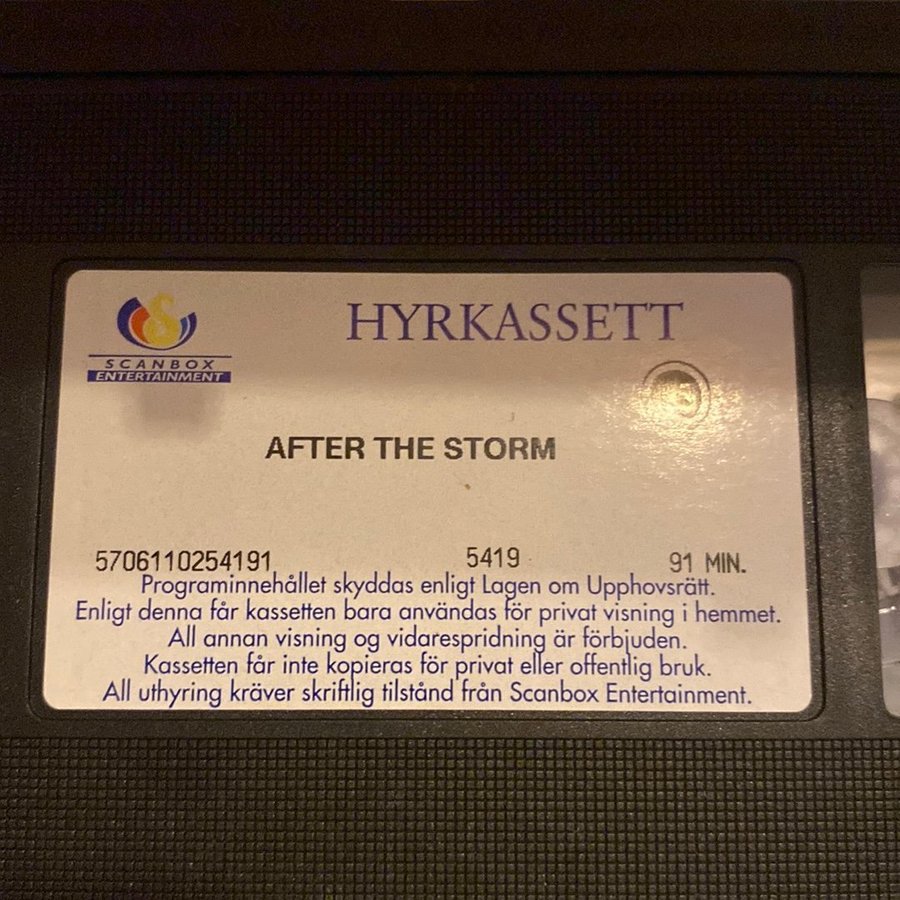 HYRKASSETT
SCANBOX
ENTERTAINMENT
15
AFTER THE STORM
5706110254191 5419 91 MIN.
Programinnehållet skyddas enligt Lagen om Upphovsrätt.
Enligt denna får kassetten bara användas för privat visning i hemmet.
All annan visning og vidarespridning är förbjuden.
Kassetten får inte kopieras för privat eller offentlig bruk.
All uthyring kräver skriftlig tilstånd från Scanbox Entertainment.